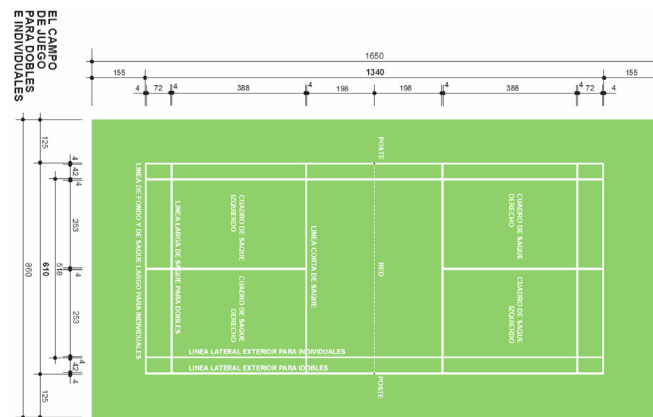 EL CAMPO
DE JUEGO
PARA DOBLES
E INDIVIDUALES
1650
155
1340
155
4 72 4 388 4 198 198 4 388 4 72 4
125
4
42
4
253
4
253
4
42
4
125
518
610
860
POSTE
LINEA DE FONDO Y DE SAQUE LARGO PARA INDIVIDUALES
LINEA LARGA DE SAQUE PARA DOBLES
CUADRO DE SAQUE
IZQUIERDO
CUADRO DE SAQUE
DERECHO
LINEA CORTA DE SAQUE
RED
CUADRO DE SAQUE
DERECHO
CUADRO DE SAQUE
IZQUIERDO
LINEA LATERAL EXTERIOR PARA INDIVIDUALES
LINEA LATERAL EXTERIOR PARA IDOBLES
POSTE